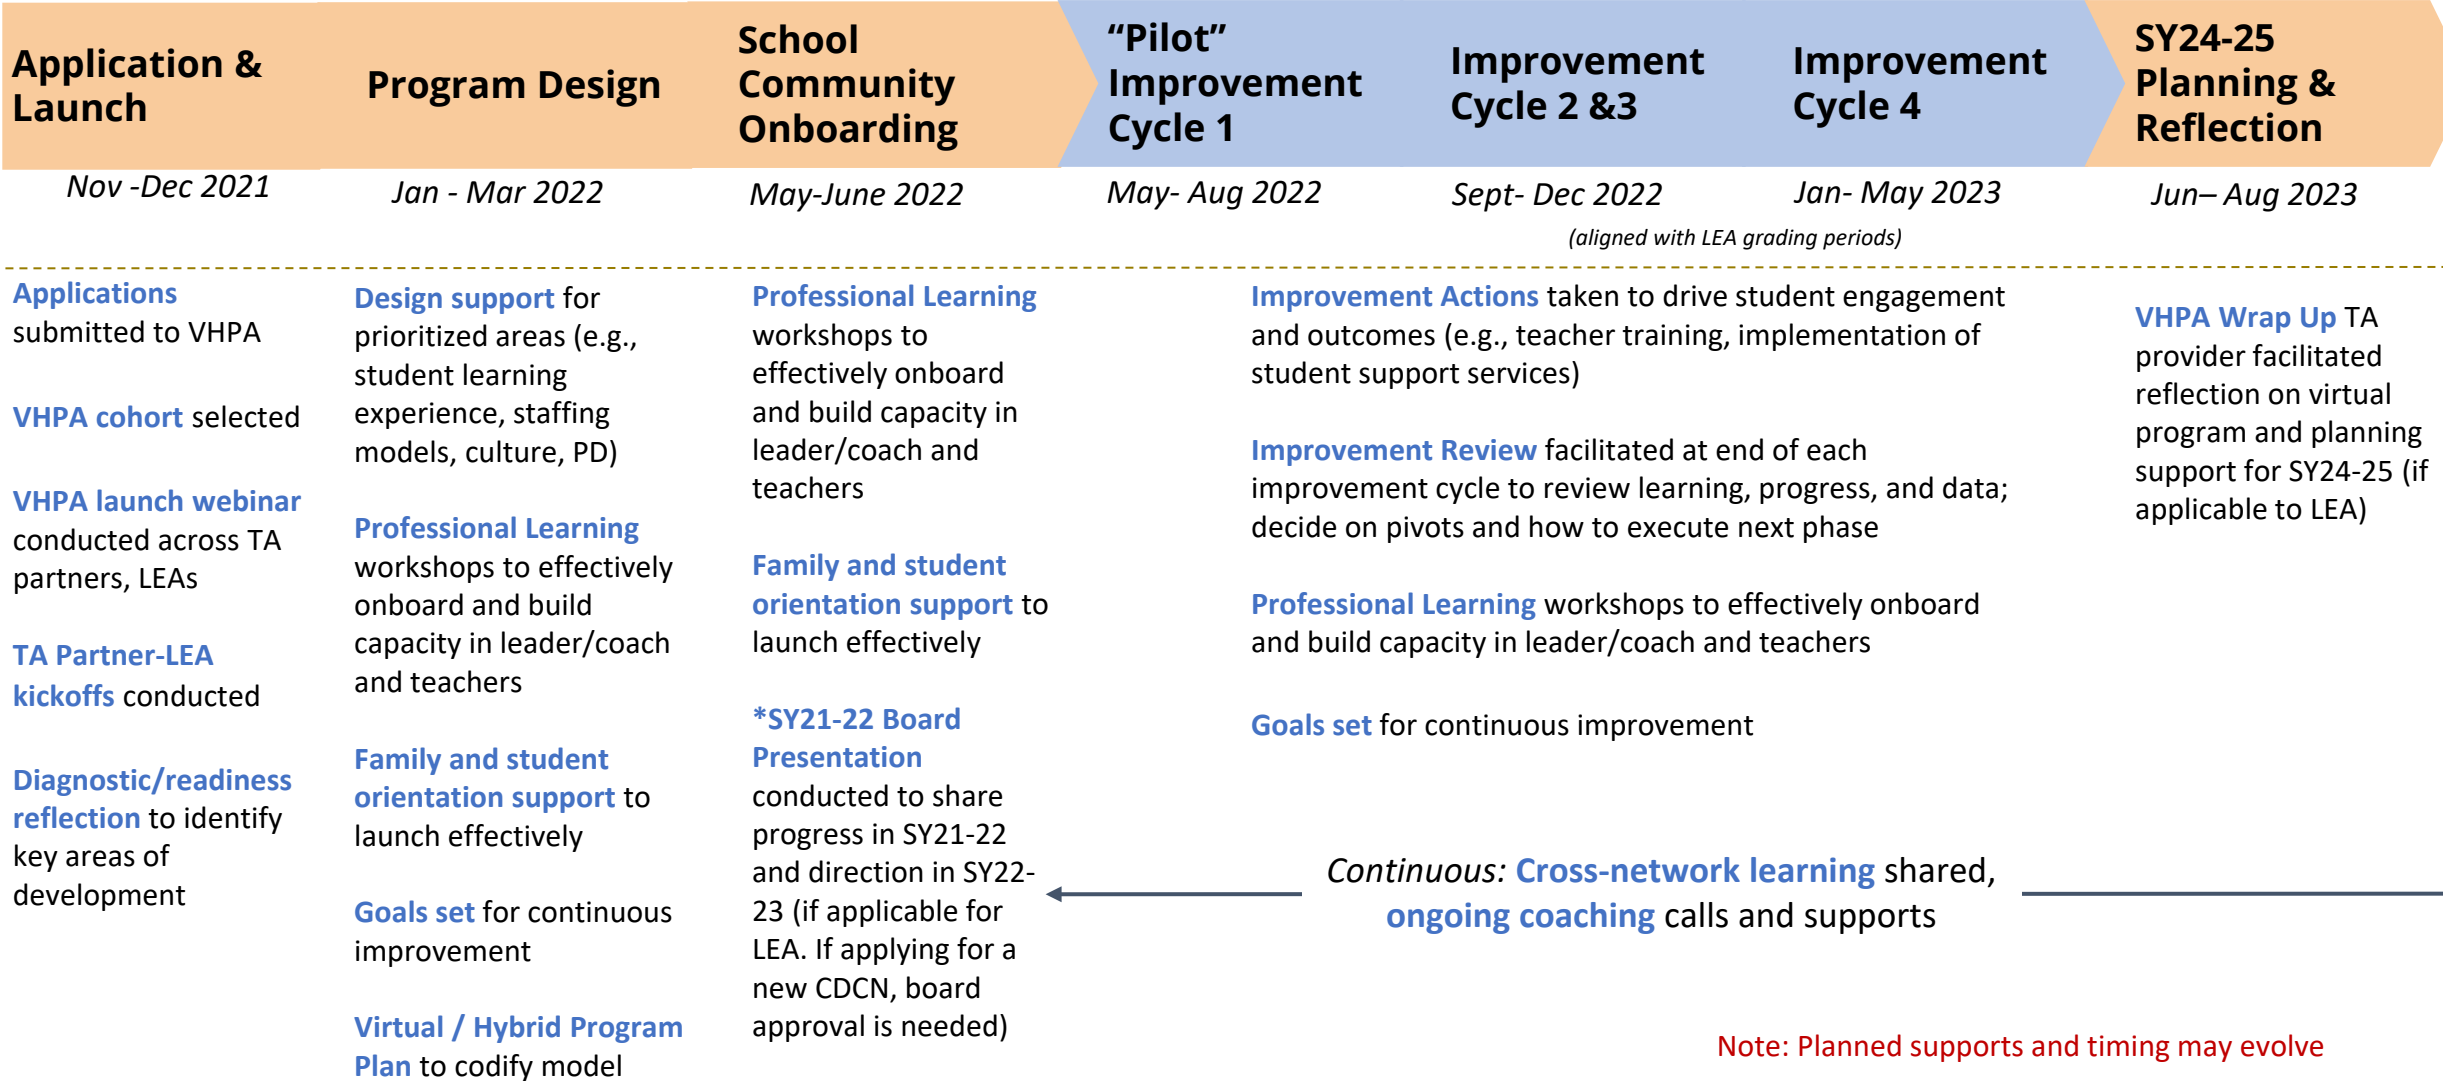 Application &
Launch
Program Design
School
Community
Onboarding
“Pilot”
Improvement
Cycle 1
Improvement
Cycle 2 &3
Improvement
Cycle 4
SY24-25
Planning &
Reflection
Nov -Dec 2021
Jan - Mar 2022
May-June 2022
May- Aug 2022
Sept- Dec 2022
Jan- May 2023
Jun– Aug 2023
(aligned with LEA grading periods)
Applications
submitted to VHPA
VHPA cohort selected
VHPA launch webinar
conducted across TA
partners, LEAs
TA Partner-LEA
kickoffs conducted
Diagnostic/readiness
reflection to identify
key areas of
development
Design support for
prioritized areas (e.g.,
student learning
experience, staffing
models, culture, PD)
Professional Learning
workshops to effectively
onboard and build
capacity in leader/coach
and teachers
Family and student
orientation support to
launch effectively
Goals set for continuous
improvement
Virtual / Hybrid Program
Plan to codify model
Professional Learning
workshops to
effectively onboard
and build capacity in
leader/coach and
teachers
Family and student
orientation support to
launch effectively
*SY21-22 Board
Presentation
conducted to share
progress in SY21-22
and direction in SY22-
23 (if applicable for
LEA. If applying for a
new CDCN, board
approval is needed)
Improvement Actions taken to drive student engagement
and outcomes (e.g., teacher training, implementation of
student support services)
Improvement Review facilitated at end of each
improvement cycle to review learning, progress, and data;
decide on pivots and how to execute next phase
Professional Learning workshops to effectively onboard
and build capacity in leader/coach and teachers
Goals set for continuous improvement
Continuous: Cross-network learning shared,
ongoing coaching calls and supports
VHPA Wrap Up TA
provider facilitated
reflection on virtual
program and planning
support for SY24-25 (if
applicable to LEA)
Note: Planned supports and timing may evolve